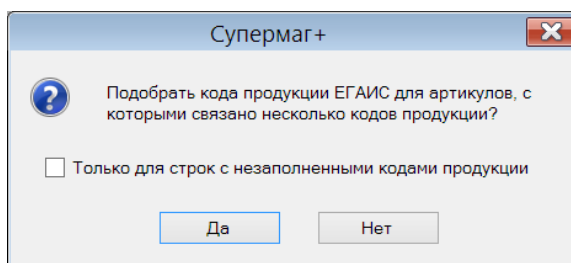 Супермаг+
Подобрать кода продукции ЕГАИС для артикулов, с
которыми связано несколько кодов продукции?
Только для строк с незаполненными кодами продукции
Да
Нет